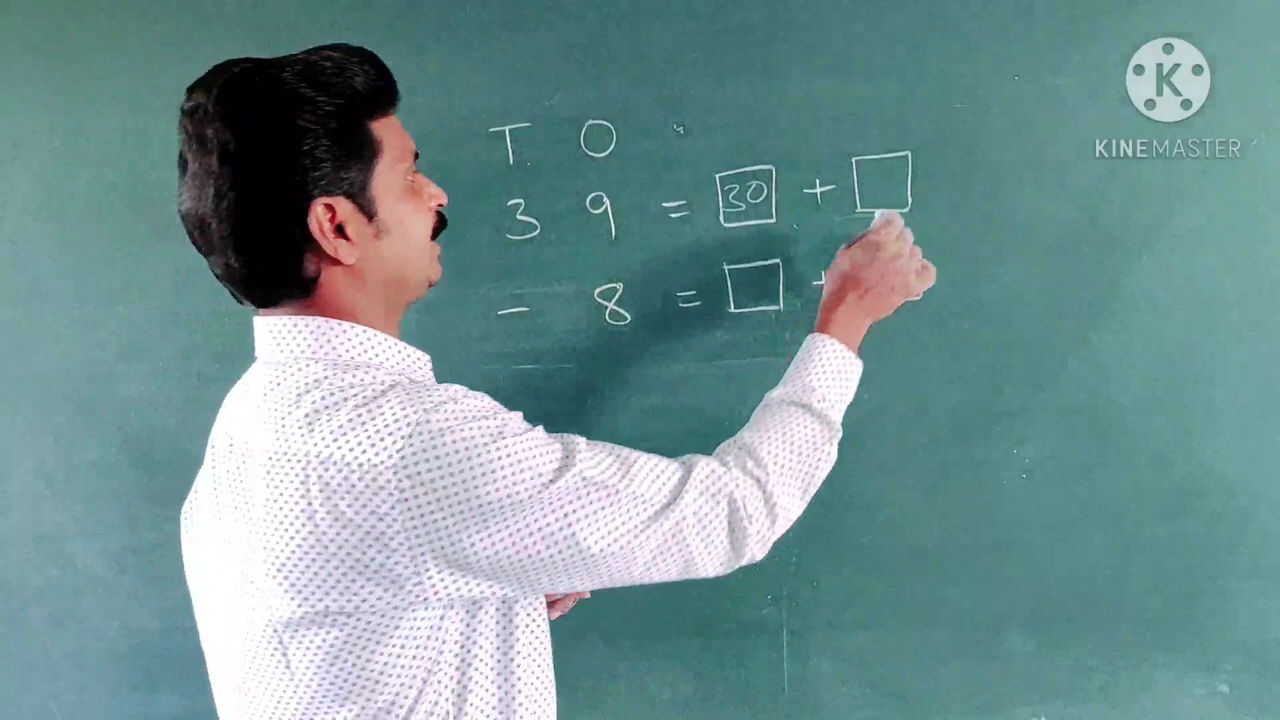 T. O
3 9 = 30 +
- 8 = +
K
KINEMASTER